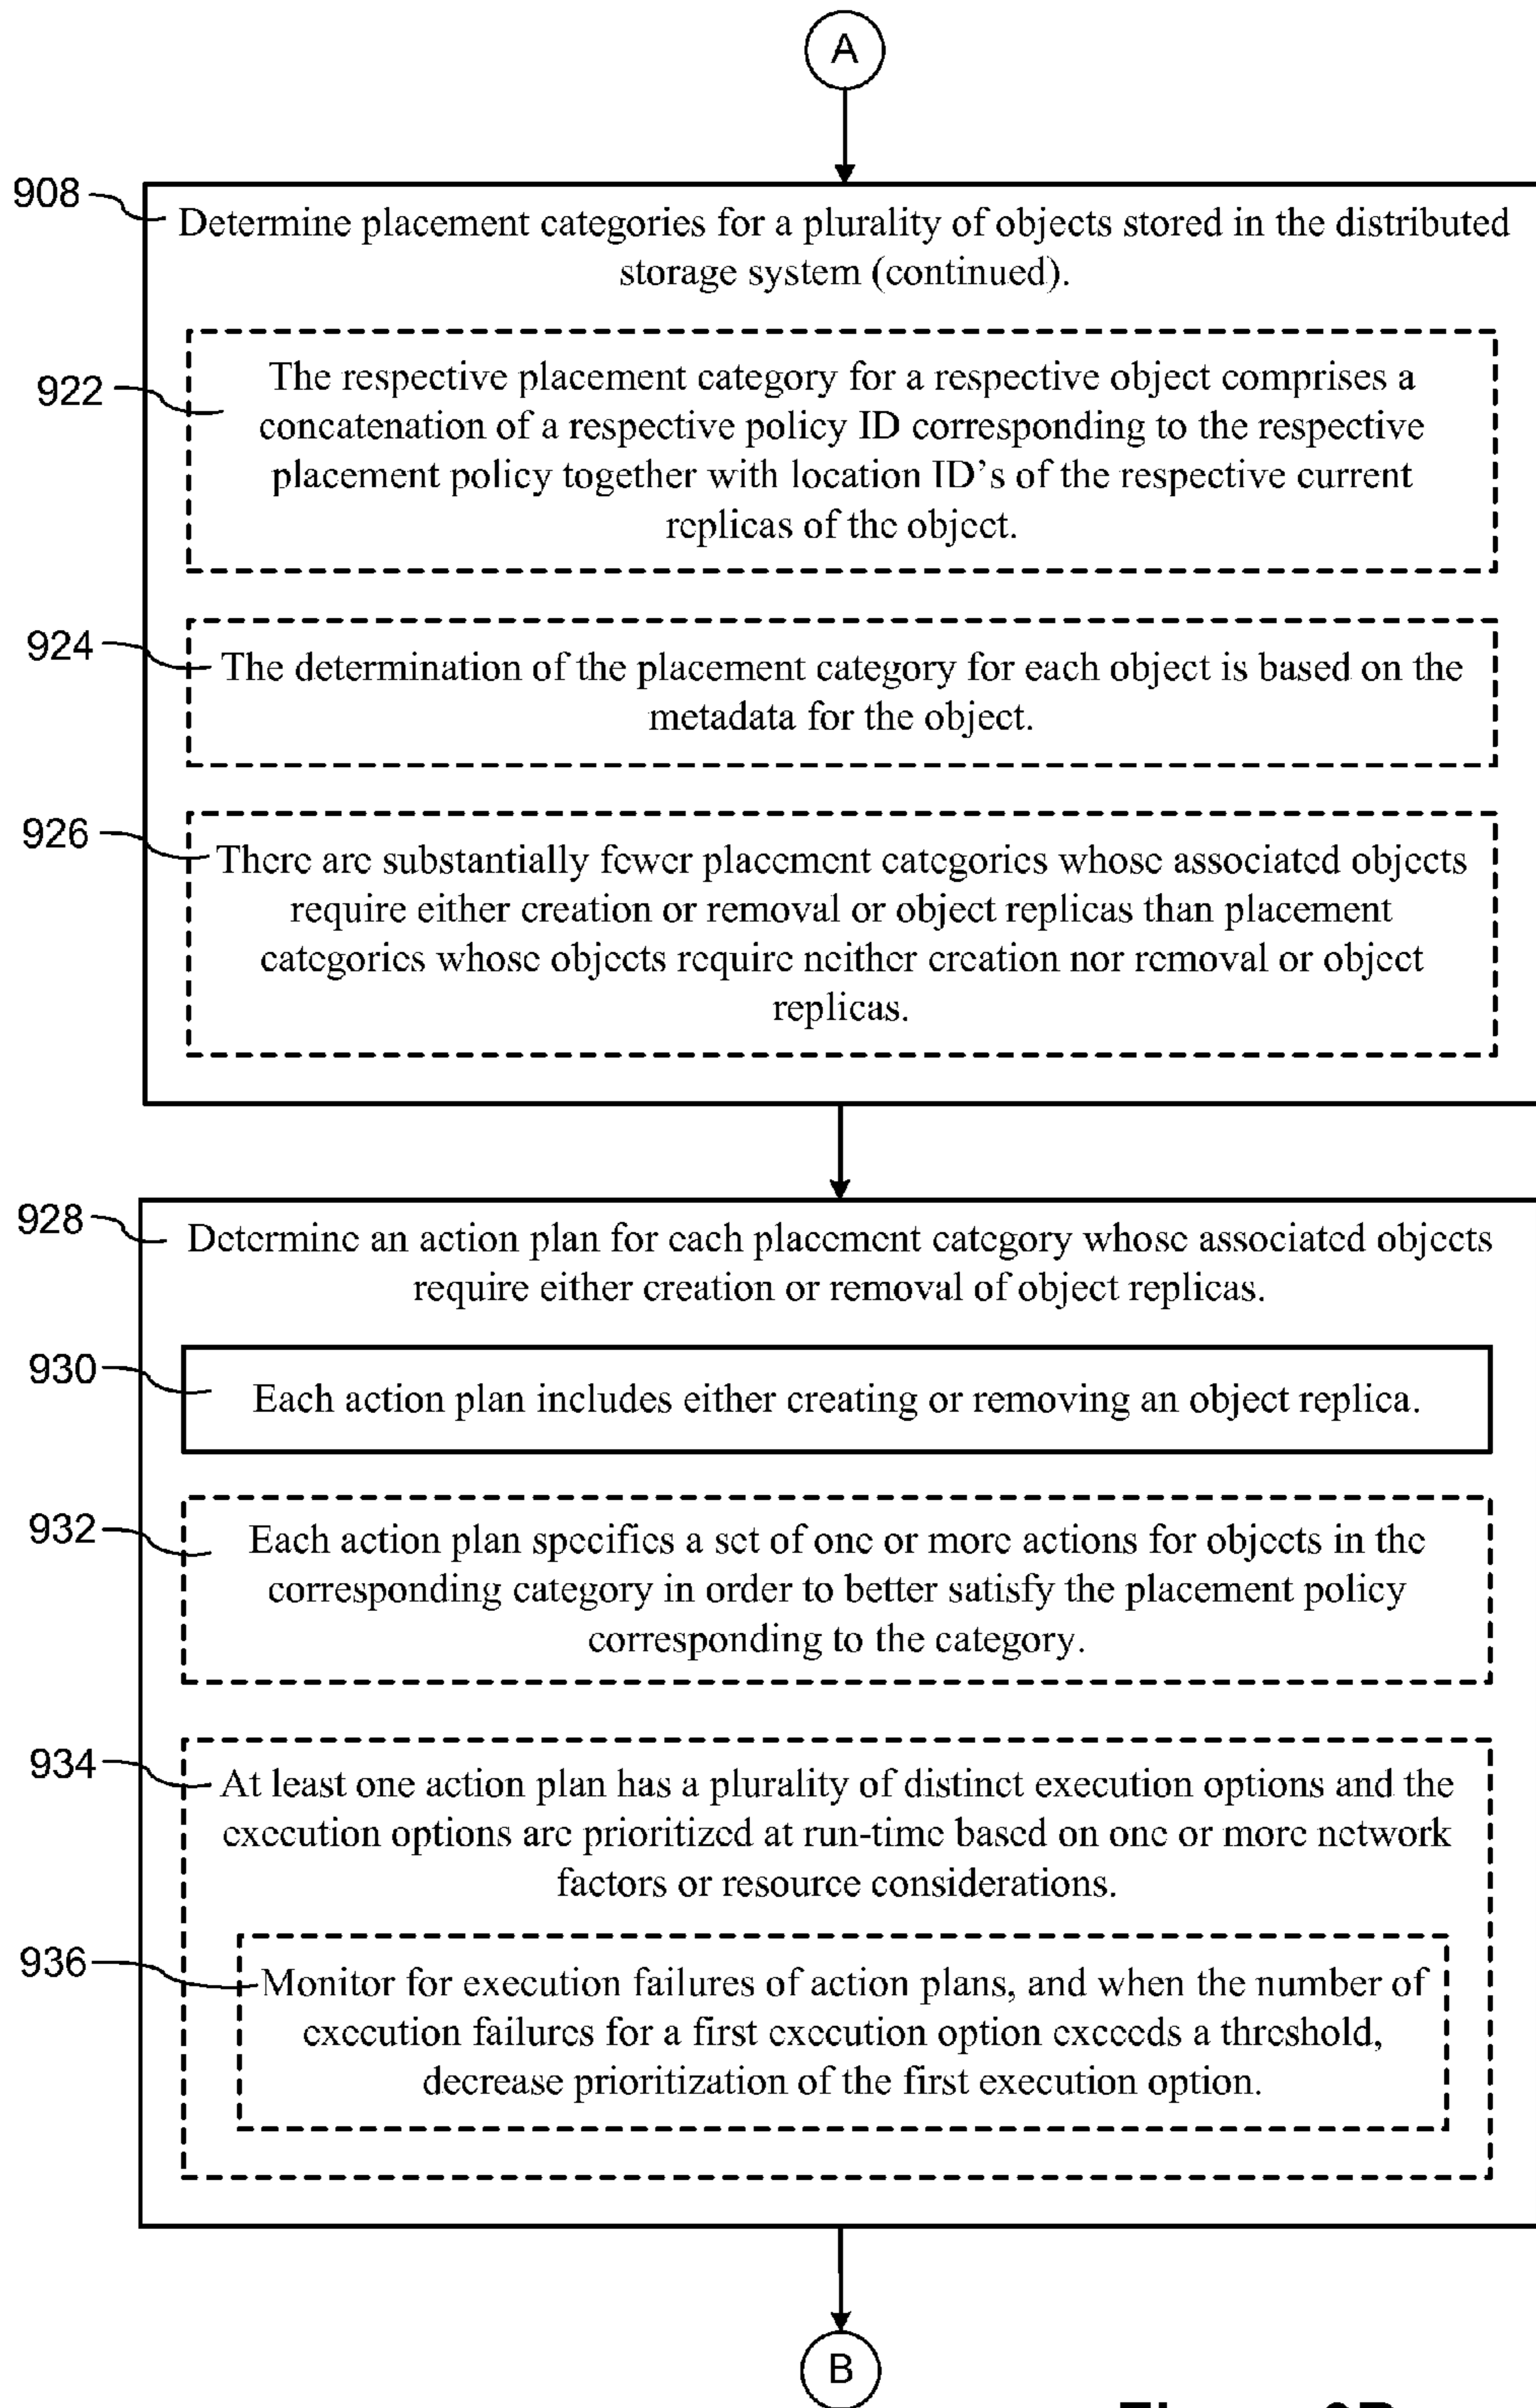 A
908
Determine placement categories for a plurality of objects stored in the distributed
storage system (continued).
922
The respective placement category for a respective object comprises a
concatenation of a respective policy ID corresponding to the respective
placement policy together with location ID's of the respective current
replicas of the object.
924
The determination of the placement category for each object is based on the
metadata for the object.
926
There are substantially fewer placement categories whose associated objects
require either creation or removal or object replicas than placement
categories whose objects require neither creation nor removal or object
replicas.
928
Determine an action plan for each placement category whose associated objects
require either creation or removal of object replicas.
930
Each action plan includes either creating or removing an object replica.
932
Each action plan specifies a set of one or more actions for objects in the
corresponding category in order to better satisfy the placement policy
corresponding to the category.
934
At least one action plan has a plurality of distinct execution options and the
execution options are prioritized at run-time based on one or more network
factors or resource considerations.
936
Monitor for execution failures of action plans, and when the number of
execution failures for a first execution option exceeds a threshold,
decrease prioritization of the first execution option.
B